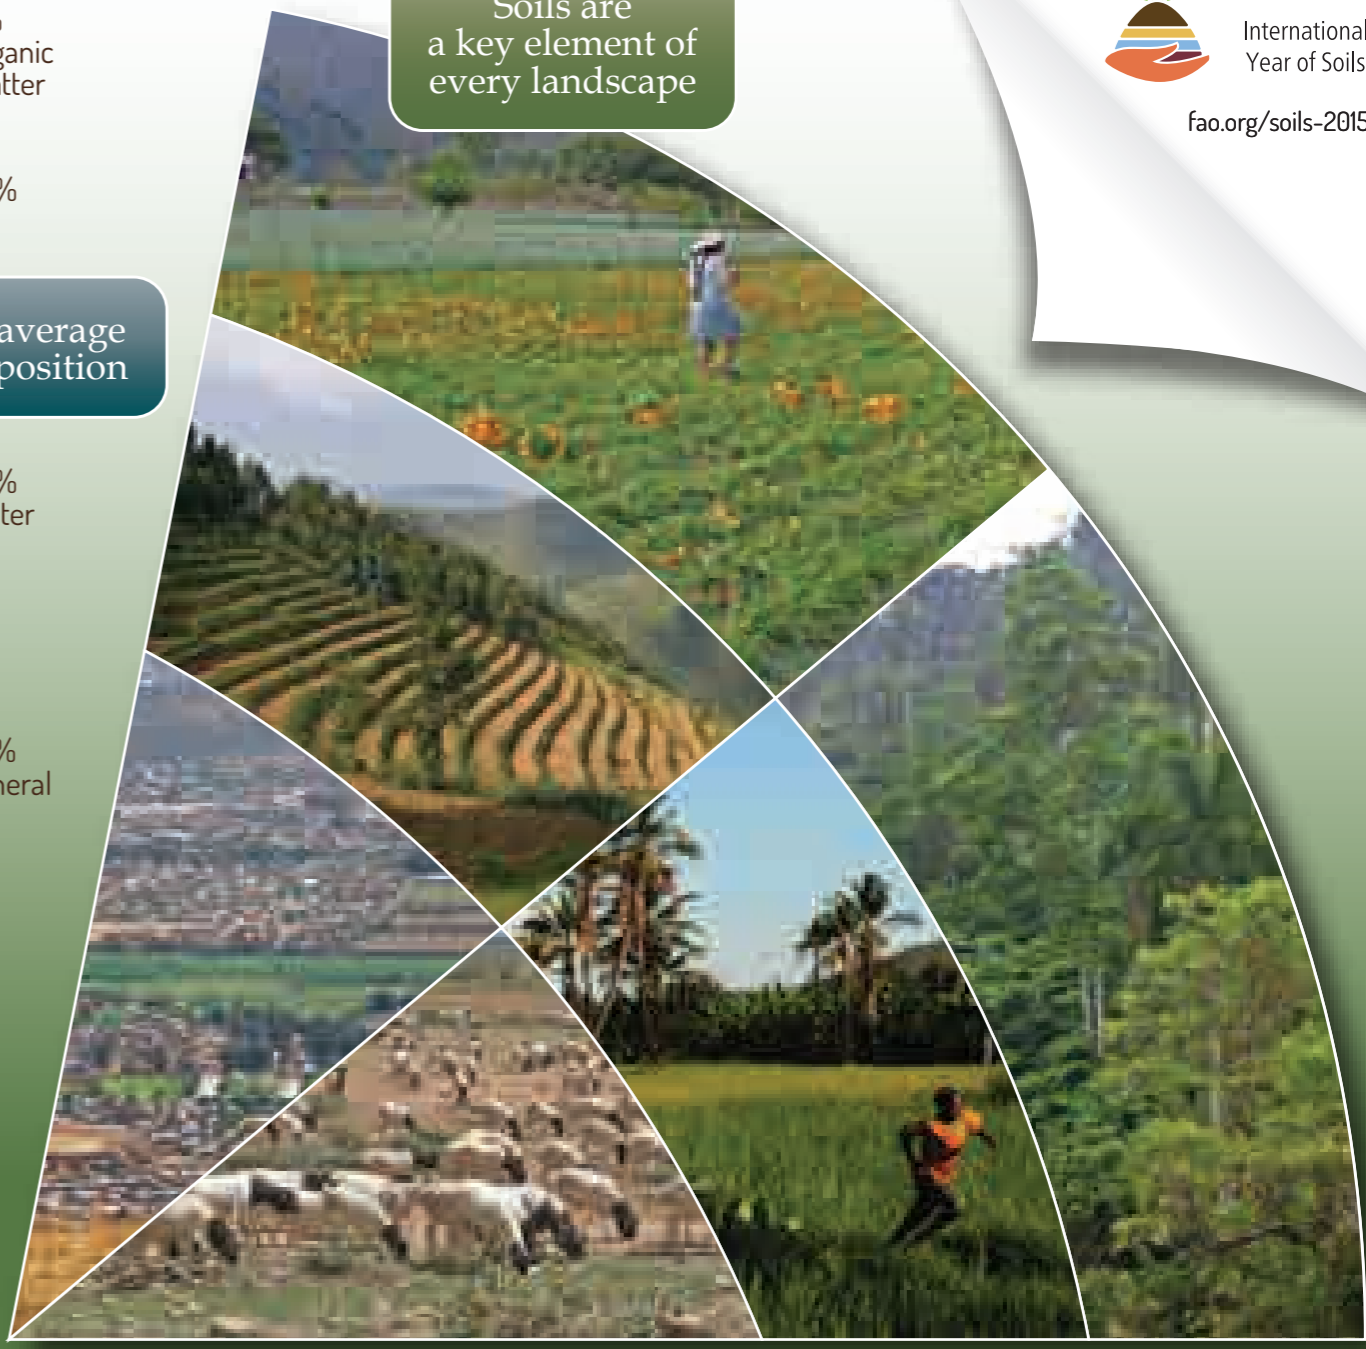 ganic
tter
%
average
position
%
ter
%
neral
Soils are
a key element of
every landscape
International
Year of Soils
fao.org/soils-2015